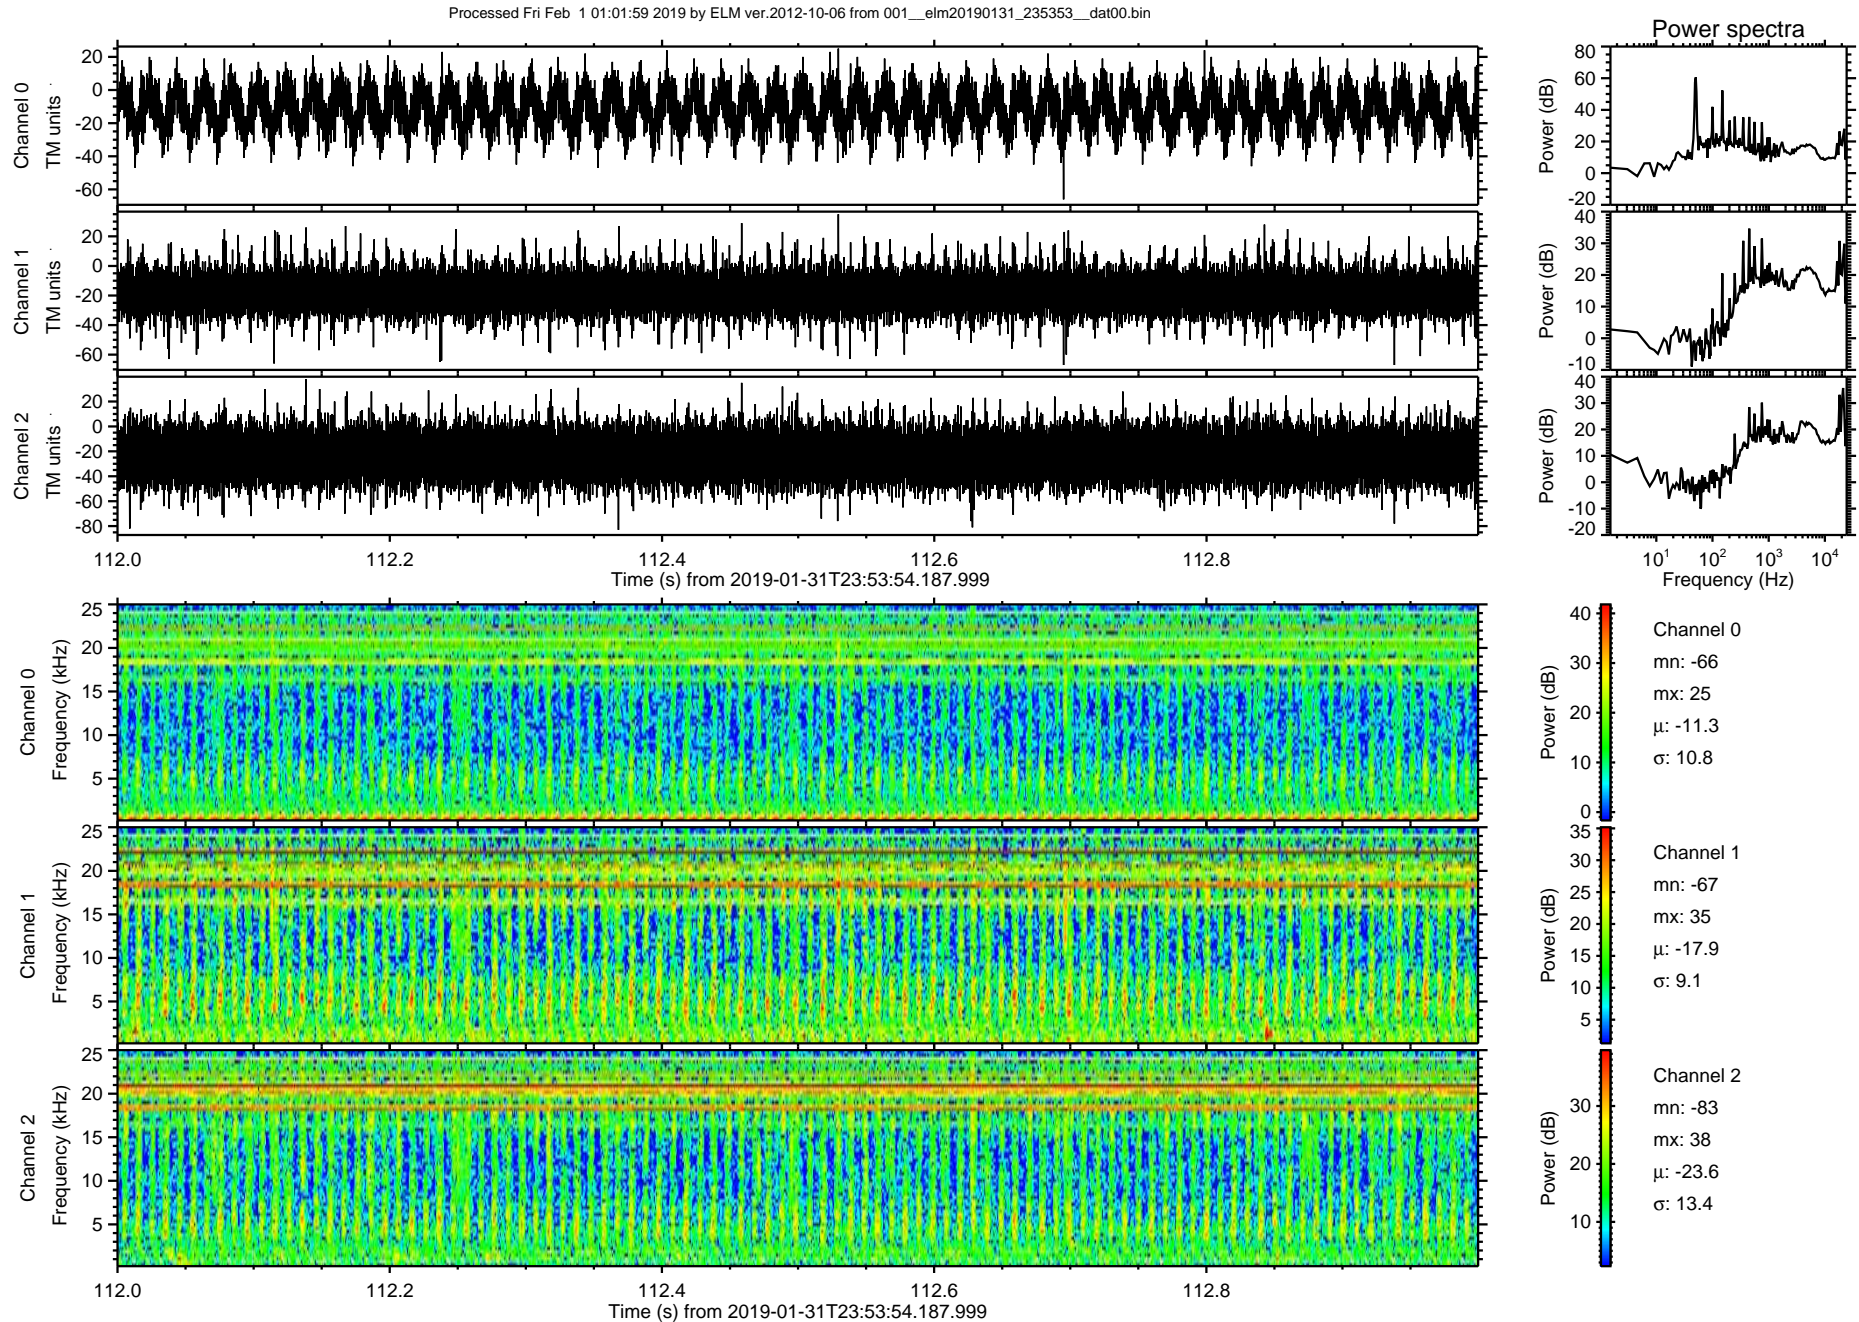 Processed Fri Feb  1 01:01:59 2019 by ELM ver.2012-10-06 from 001__elm20190131_235353__dat00.bin
Power spectra
Channel 0
TM units
20
0
-20
-40
-60
Power (dB)
80
60
40
20
0
-20
Channel 1
TM units
20
0
-20
-40
-60
Power (dB)
40
30
20
10
0
-10
Channel 2
TM units
20
0
-20
-40
-60
-80
Power (dB)
40
30
20
10
0
-10
-20
112.0 112.2 112.4 112.6 112.8
Time (s) from 2019-01-31T23:53:54.187.999
10^1 10^2 10^3 10^4
Frequency (Hz)
Channel 0
Frequency (kHz)
25
20
15
10
5
Power (dB)
40
30
20
10
0
Channel 0
mn: -66
mx: 25
μ: -11.3
σ: 10.8
Channel 1
Frequency (kHz)
25
20
15
10
5
Power (dB)
35
30
25
20
15
10
5
Channel 1
mn: -67
mx: 35
μ: -17.9
σ: 9.1
Channel 2
Frequency (kHz)
25
20
15
10
5
Power (dB)
30
20
10
Channel 2
mn: -83
mx: 38
μ: -23.6
σ: 13.4
112.0 112.2 112.4 112.6 112.8
Time (s) from 2019-01-31T23:53:54.187.999